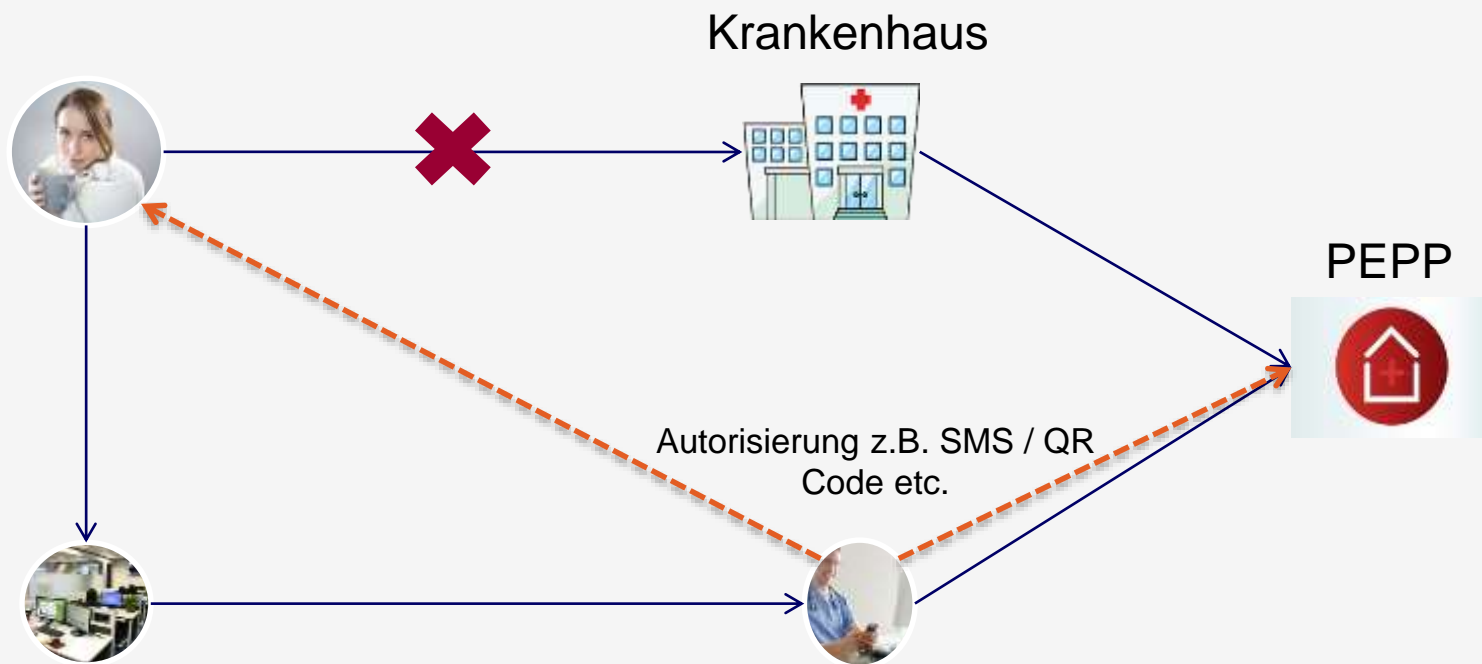 Krankenhaus
PEPP
Autorisierung z.B. SMS / QR
Code etc.